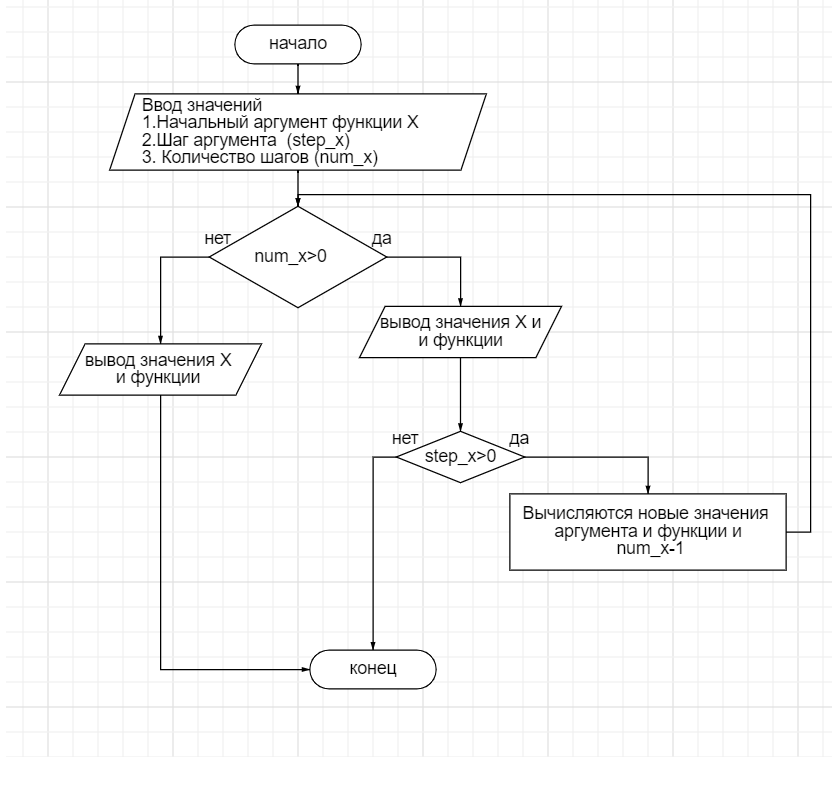 начало
Ввод значений
1.Начальный аргумент функции X
2.Шаг аргумента (step_x)
3. Количество шагов (num_x)
нет
да
num_x>0
вывод значения X и
и функции
вывод значения X
и функции
нет
да
step_x>0
Вычисляются новые значения
аргумента и функции и
num_x-1
конец